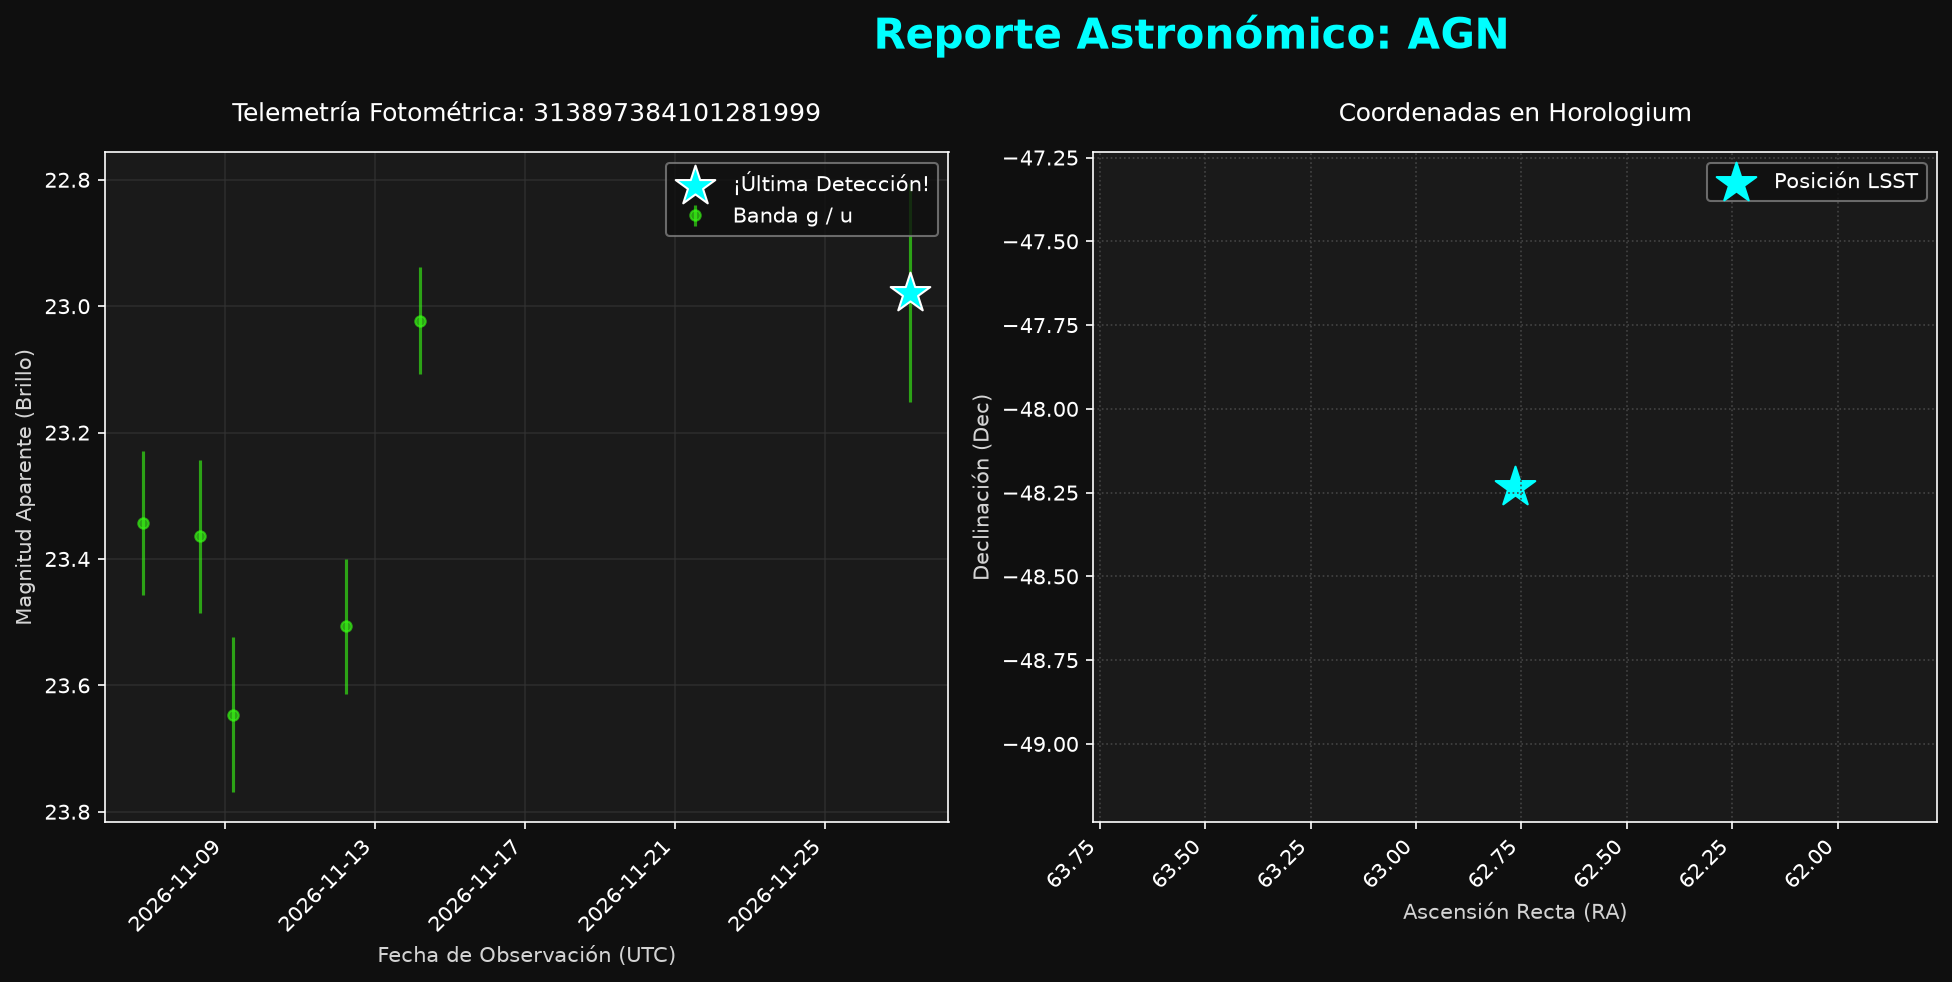 Reporte Astronómico: AGN
Telemetría Fotométrica: 313897384101281999
¡Última Detección!
Banda g / u
Magnitud Aparente (Brillo)
22.8
23.0
23.2
23.4
23.6
23.8
2026-11-09
2026-11-13
2026-11-17
2026-11-21
2026-11-25
Fecha de Observación (UTC)
Coordenadas en Horologium
Posición LSST
Declinación (Dec)
−47.25
−47.50
−47.75
−48.00
−48.25
−48.50
−48.75
−49.00
63.75
63.50
63.25
63.00
62.75
62.50
62.25
62.00
Ascensión Recta (RA)